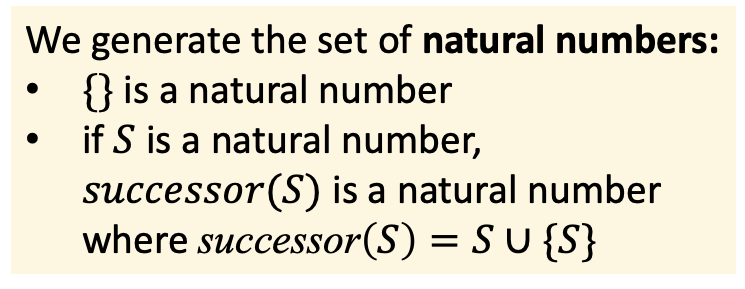 We generate the set of natural numbers:
• {} is a natural number
• if S is a natural number,
successor(S) is a natural number
where successor(S) = S ∪ {S}